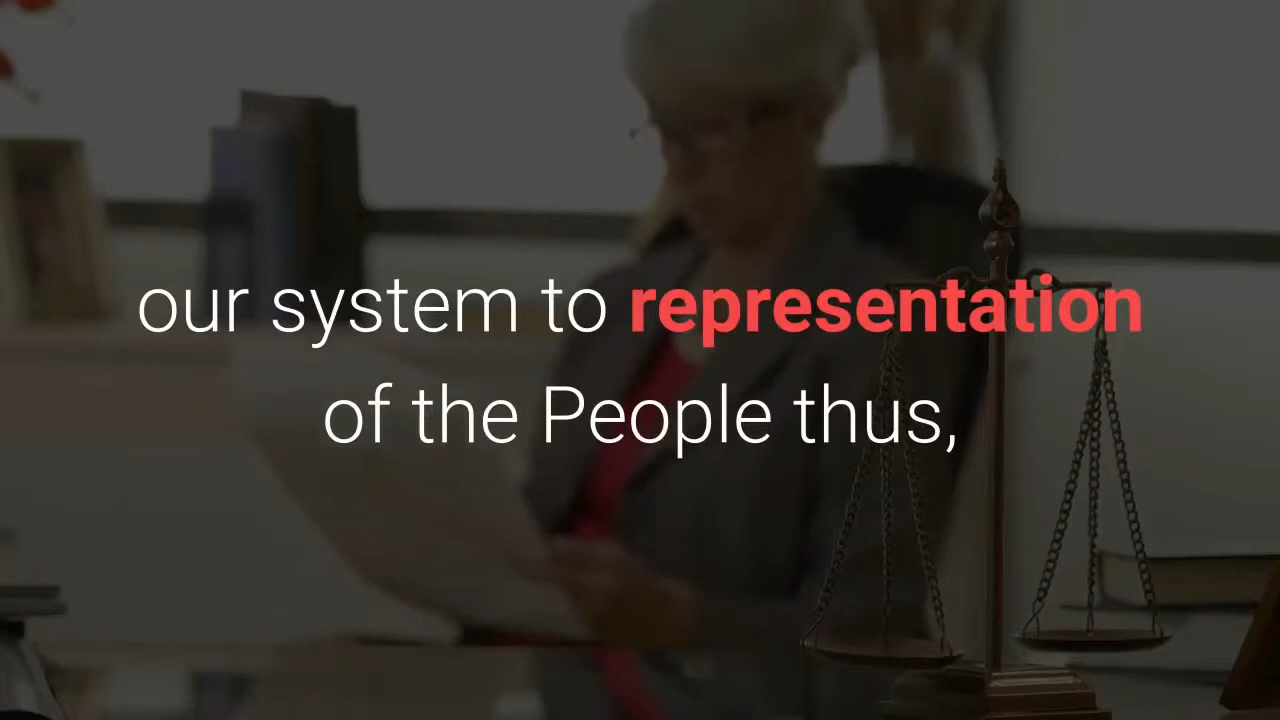 our system to representation
of the People thus,